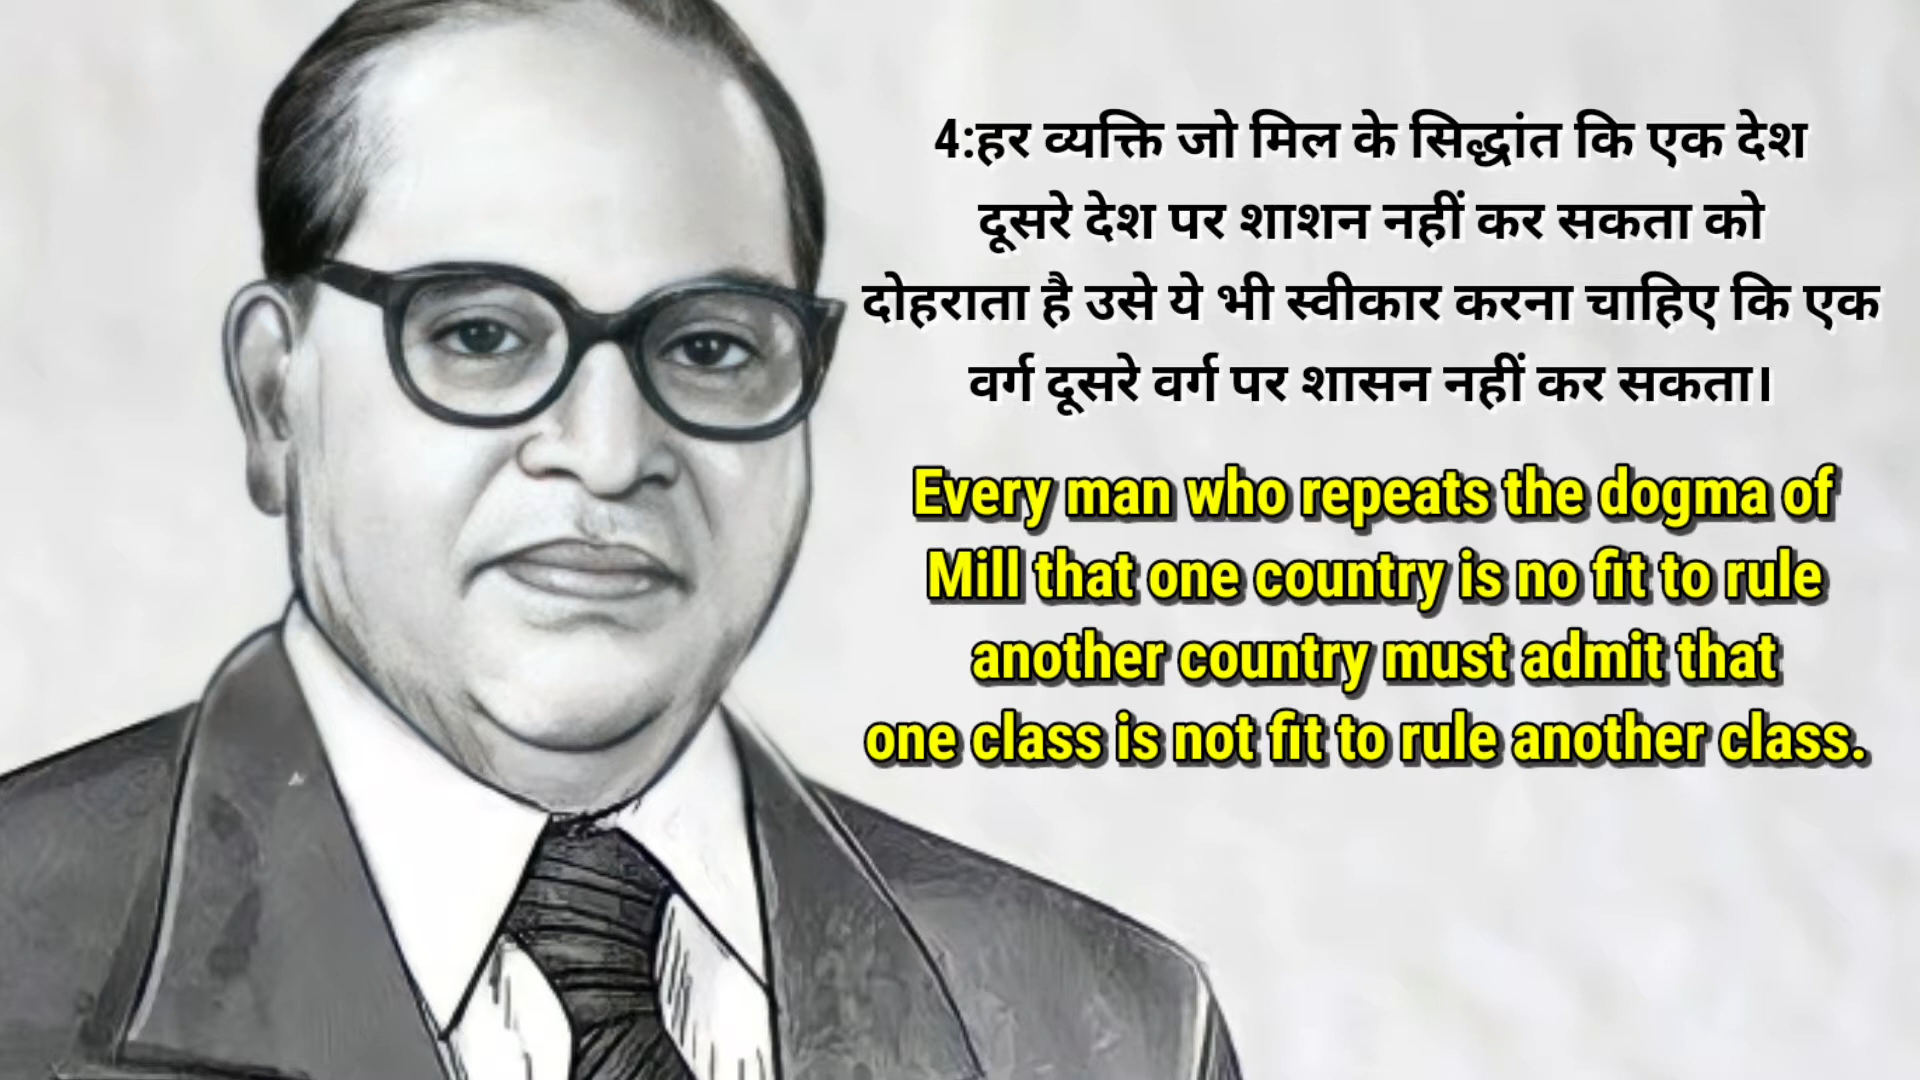 4:हर व्यक्ति जो मिल के सिद्धांत कि एक देश
दूसरे देश पर शाशन नहीं कर सकता को
दोहराता है उसे ये भी स्वीकार करना चाहिए कि एक
वर्ग दूसरे वर्ग पर शासन नहीं कर सकता।
Every man who repeats the dogma of
Mill that one country is no fit to rule
another country must admit that
one class is not fit to rule another class.